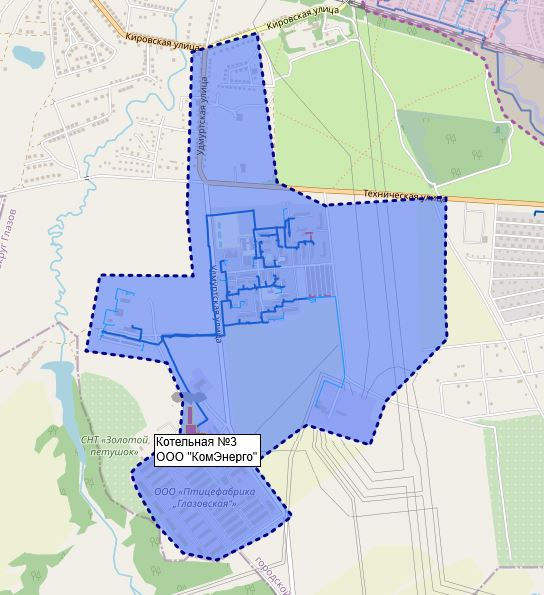 Кировская улица
Кировская улица
Удмуртская улица
Техническая улица
округ Глазов
Удмуртская улица
СНТ «Золотой
петушок»
Котельная №3
ООО "КомЭнерго"
ООО «Птицефабрика
„Глазовская“»
городской